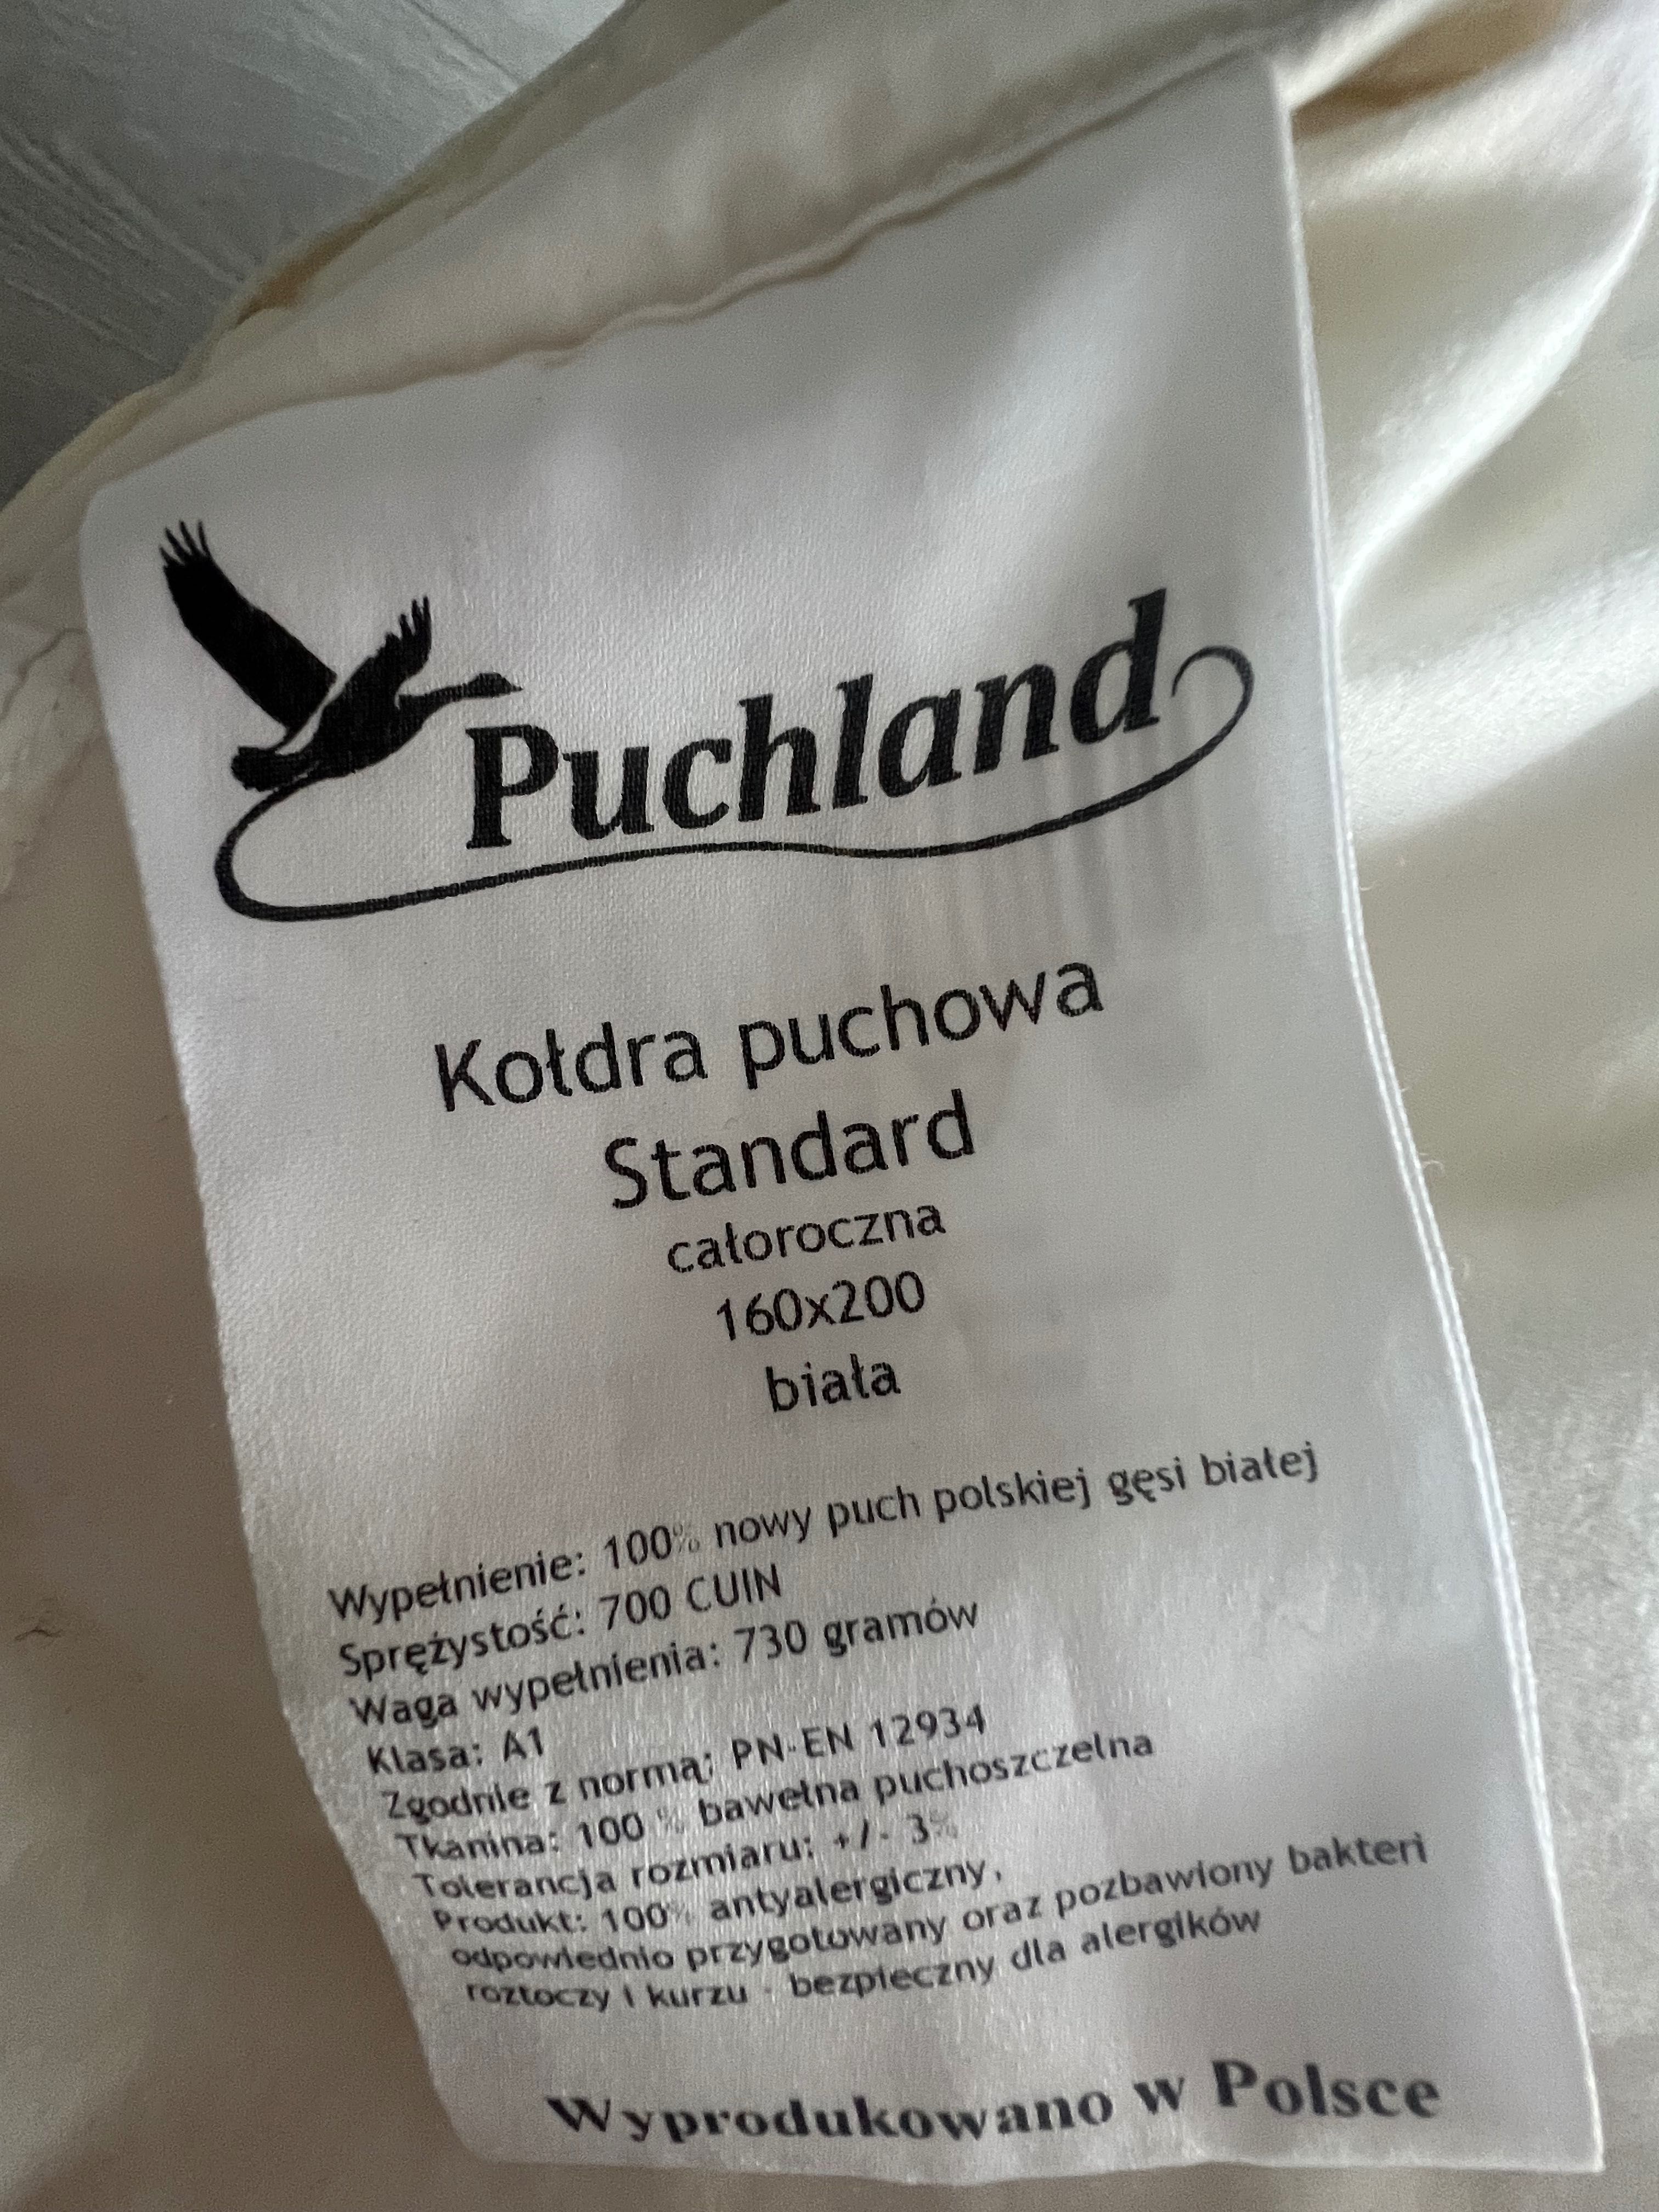 Puchland
Kołdra puchowa
Standard
całoroczna
160x200
biała
Wypełnienie: 100% nowy puch polskiej gęsi białej
Sprężystość: 700 CUIN
Waga wypełnienia: 730 gramów
Klasa: A1
Zgodnie z normą: PN-EN 12934
Tkanina: 100 % bawełna puchoszczelna
Tolerancja rozmiaru: +/- 3%
Produkt: 100% antyalergiczny,
odpowiednio przygotowany oraz pozbawiony bakteri
roztoczy i kurzu - bezpieczny dla alergików
Wyprodukowano w Polsce